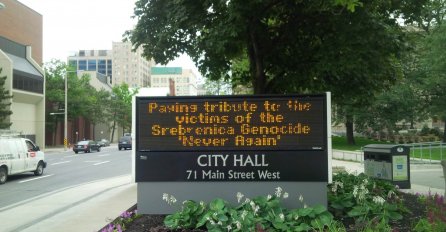 Paying tribute to the
victims of the
Srebrenica Genocide
'Never Again'
CITY HALL
71 Main Street West